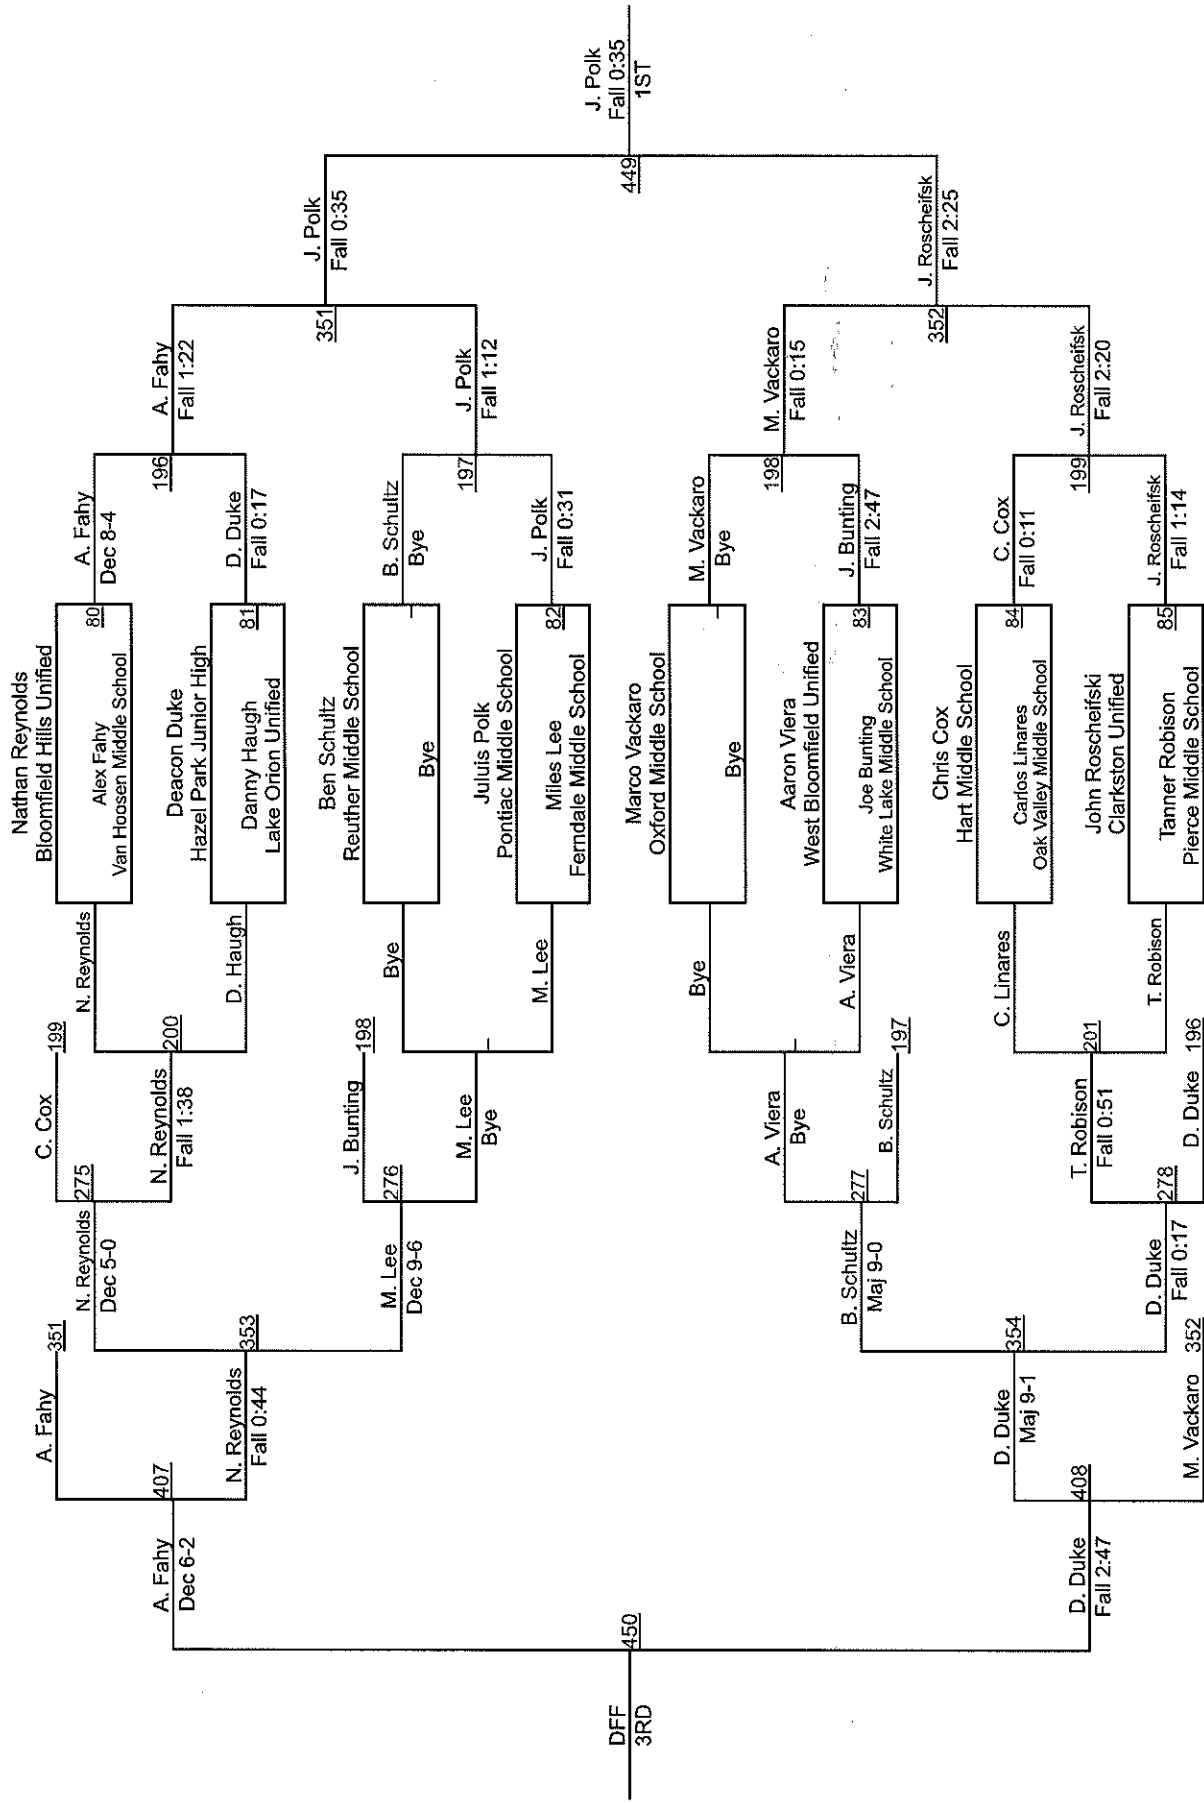 Nathan Reynolds
Bloomfield Hills Unified
Alex Fahy
Van Hoosen Middle School
80
Deacon Duke
Hazel Park Junior High
Danny Haugh
Lake Orion Unified
81
Ben Schultz
Reuther Middle School
Bye
Juluis Polk
Pontiac Middle School
Miles Lee
Ferndale Middle School
82
Marco Vackaro
Oxford Middle School
Bye
Aaron Viera
West Bloomfield Unified
Joe Bunting
White Lake Middle School
83
Chris Cox
Hart Middle School
Carlos Linares
Oak Valley Middle School
84
John Roscheifski
Clarkston Unified
Tanner Robison
Pierce Middle School
85
A. Fahy
Dec 8-4
196
D. Duke
Fall 0:17
B. Schultz
Bye
197
J. Polk
Fall 0:31
M. Vackaro
Bye
198
J. Bunting
Fall 2:47
C. Cox
Fall 0:11
199
J. Roscheifsk
Fall 1:14
A. Fahy
Fall 1:22
351
J. Polk
Fall 1:12
M. Vackaro
Fall 0:15
352
J. Roscheifsk
Fall 2:20
J. Polk
Fall 0:35
449
J. Roscheifsk
Fall 2:25
J. Polk
Fall 0:35
1ST
N. Reynolds
200
D. Haugh
Bye
M. Lee
Bye
A. Viera
C. Linares
201
T. Robison
C. Cox
199
275
N. Reynolds
Fall 1:38
J. Bunting
198
276
M. Lee
Bye
A. Viera
Bye
277
B. Schultz
197
T. Robison
Fall 0:51
278
D. Duke
196
N. Reynolds
Dec 5-0
353
M. Lee
Dec 9-6
B. Schultz
Maj 9-0
354
D. Duke
Fall 0:17
A. Fahy
351
407
N. Reynolds
Fall 0:44
D. Duke
Maj 9-1
408
M. Vackaro
352
A. Fahy
Dec 6-2
450
D. Duke
Fall 2:47
DFF
3RD